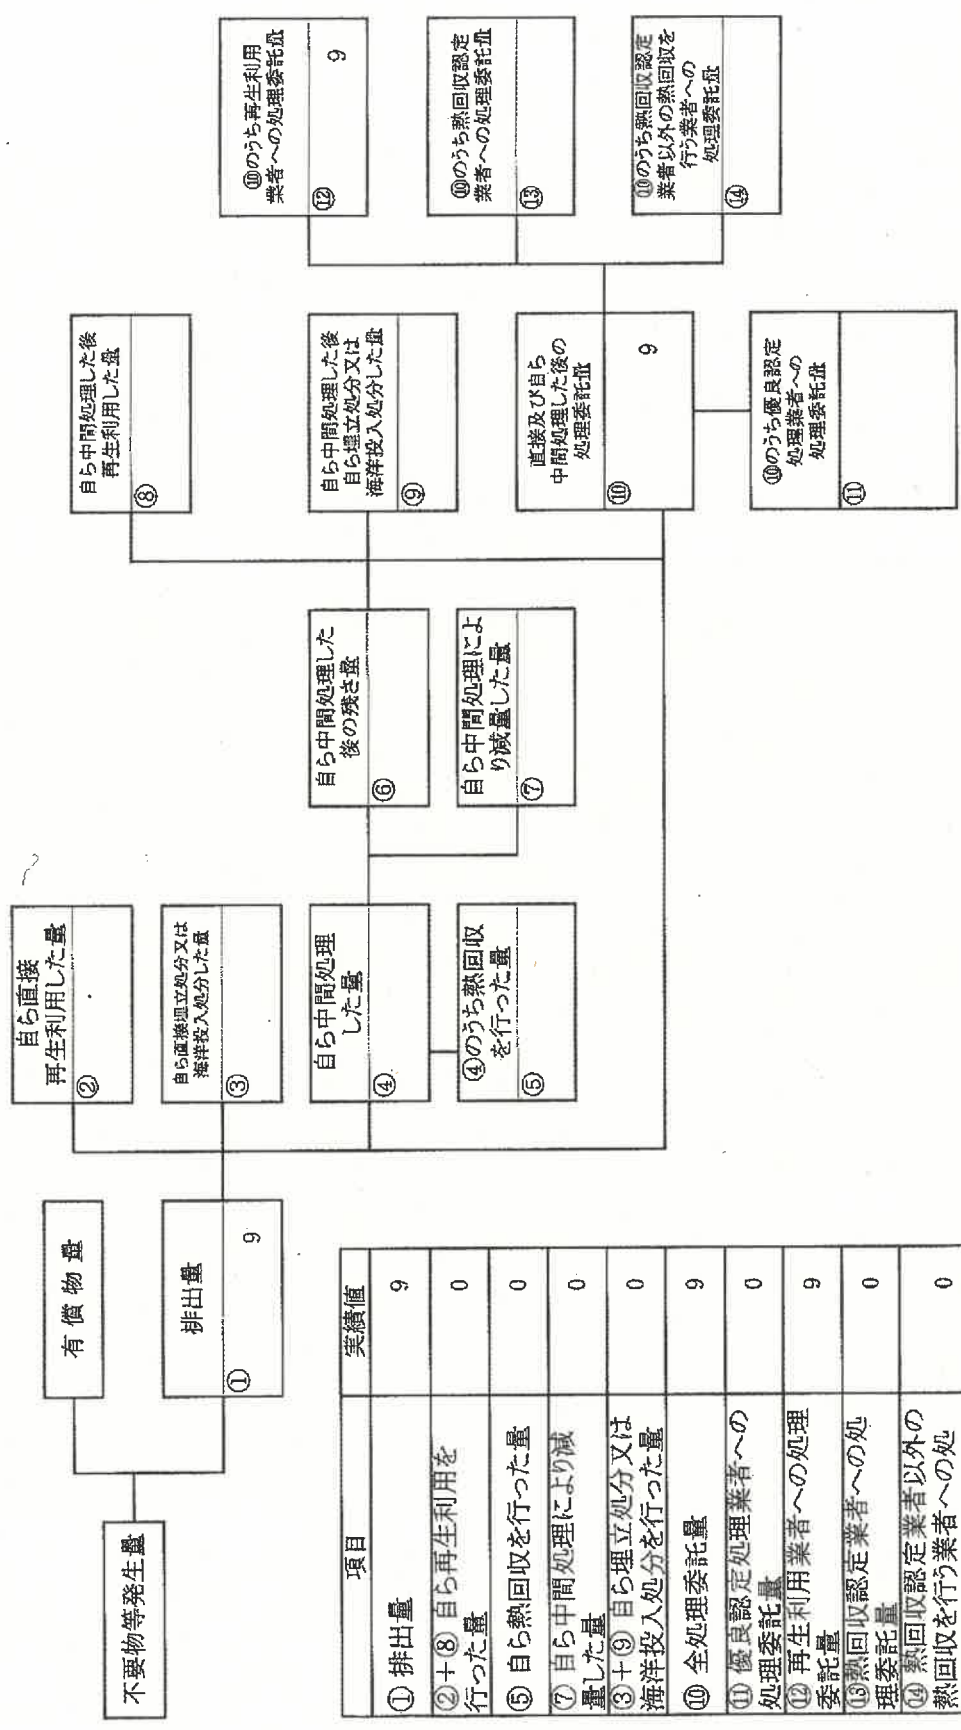 不要物等発生量
有償物量
排出量
① 9
自ら直接
再生利用した量
②
自ら直接埋立処分又は
海洋投入処分した量
③
自ら中間処理
した量
④
④のうち熱回収
を行った量
⑤
自ら中間処理した
後の残さ量
⑥
自ら中間処理によ
り減量した量
⑦
自ら中間処理した後
再生利用した量
⑧
自ら中間処理した後
自ら埋立処分又は
海洋投入処分した量
⑨
直接及び自ら
中間処理した後の
処理委託量
⑩ 9
⑩のうち優良認定
処理業者への
処理委託量
⑪
⑩のうち再生利用
業者への処理委託量
⑫ 9
⑩のうち熱回収認定
業者への処理委託量
⑬
⑩のうち熱回収認定
業者以外の熱回収を
行う業者への
処理委託量
⑭
項目 実績値
①排出量 9
②+⑧ 自ら再生利用を 0
行った量
⑤ 自ら熱回収を行った量 0
⑦ 自ら中間処理により減 0
量した量
③+⑨ 自ら埋立処分又は 0
海洋投入処分を行った量
⑩ 全処理委託量 9
⑪ 優良認定処理業者への 0
処理委託量
⑫ 再生利用業者への処理 9
委託量
⑬熱回収認定業者への処 0
理委託量
⑭ 熱回収認定業者以外の 0
熱回収を行う業者への処